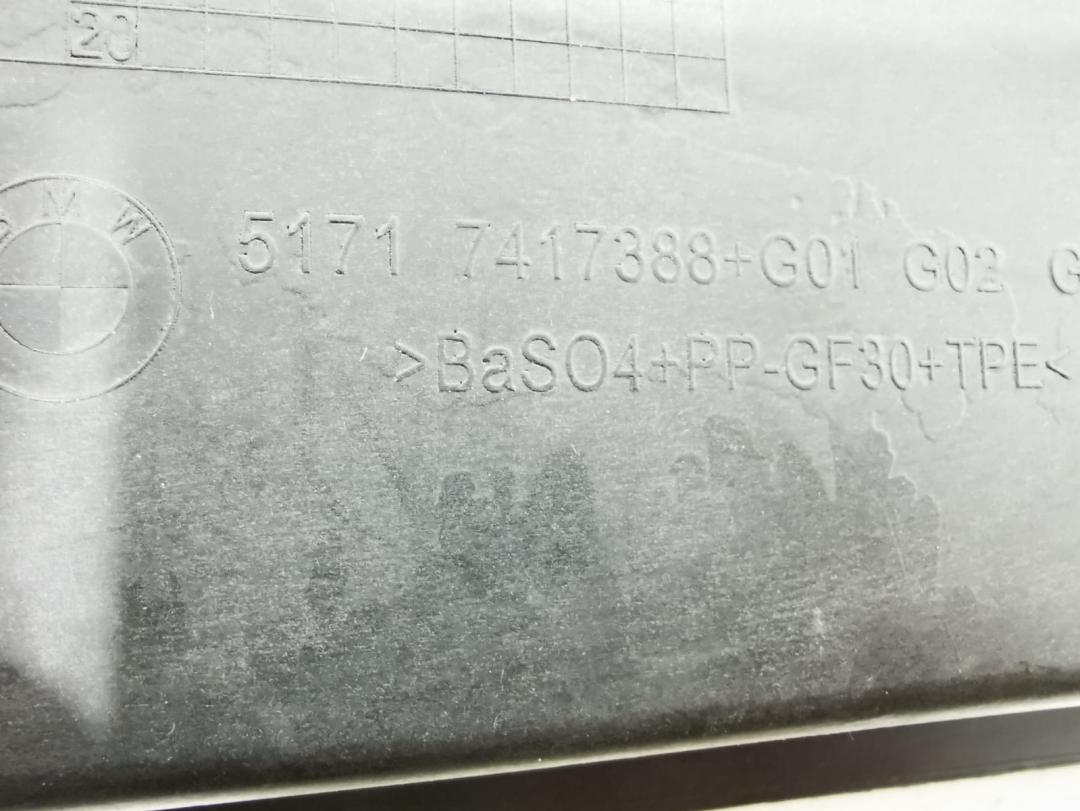 20
BMW
5171 7417388+G01 G02 G
>BaSO4+PP-GF30+TPE<